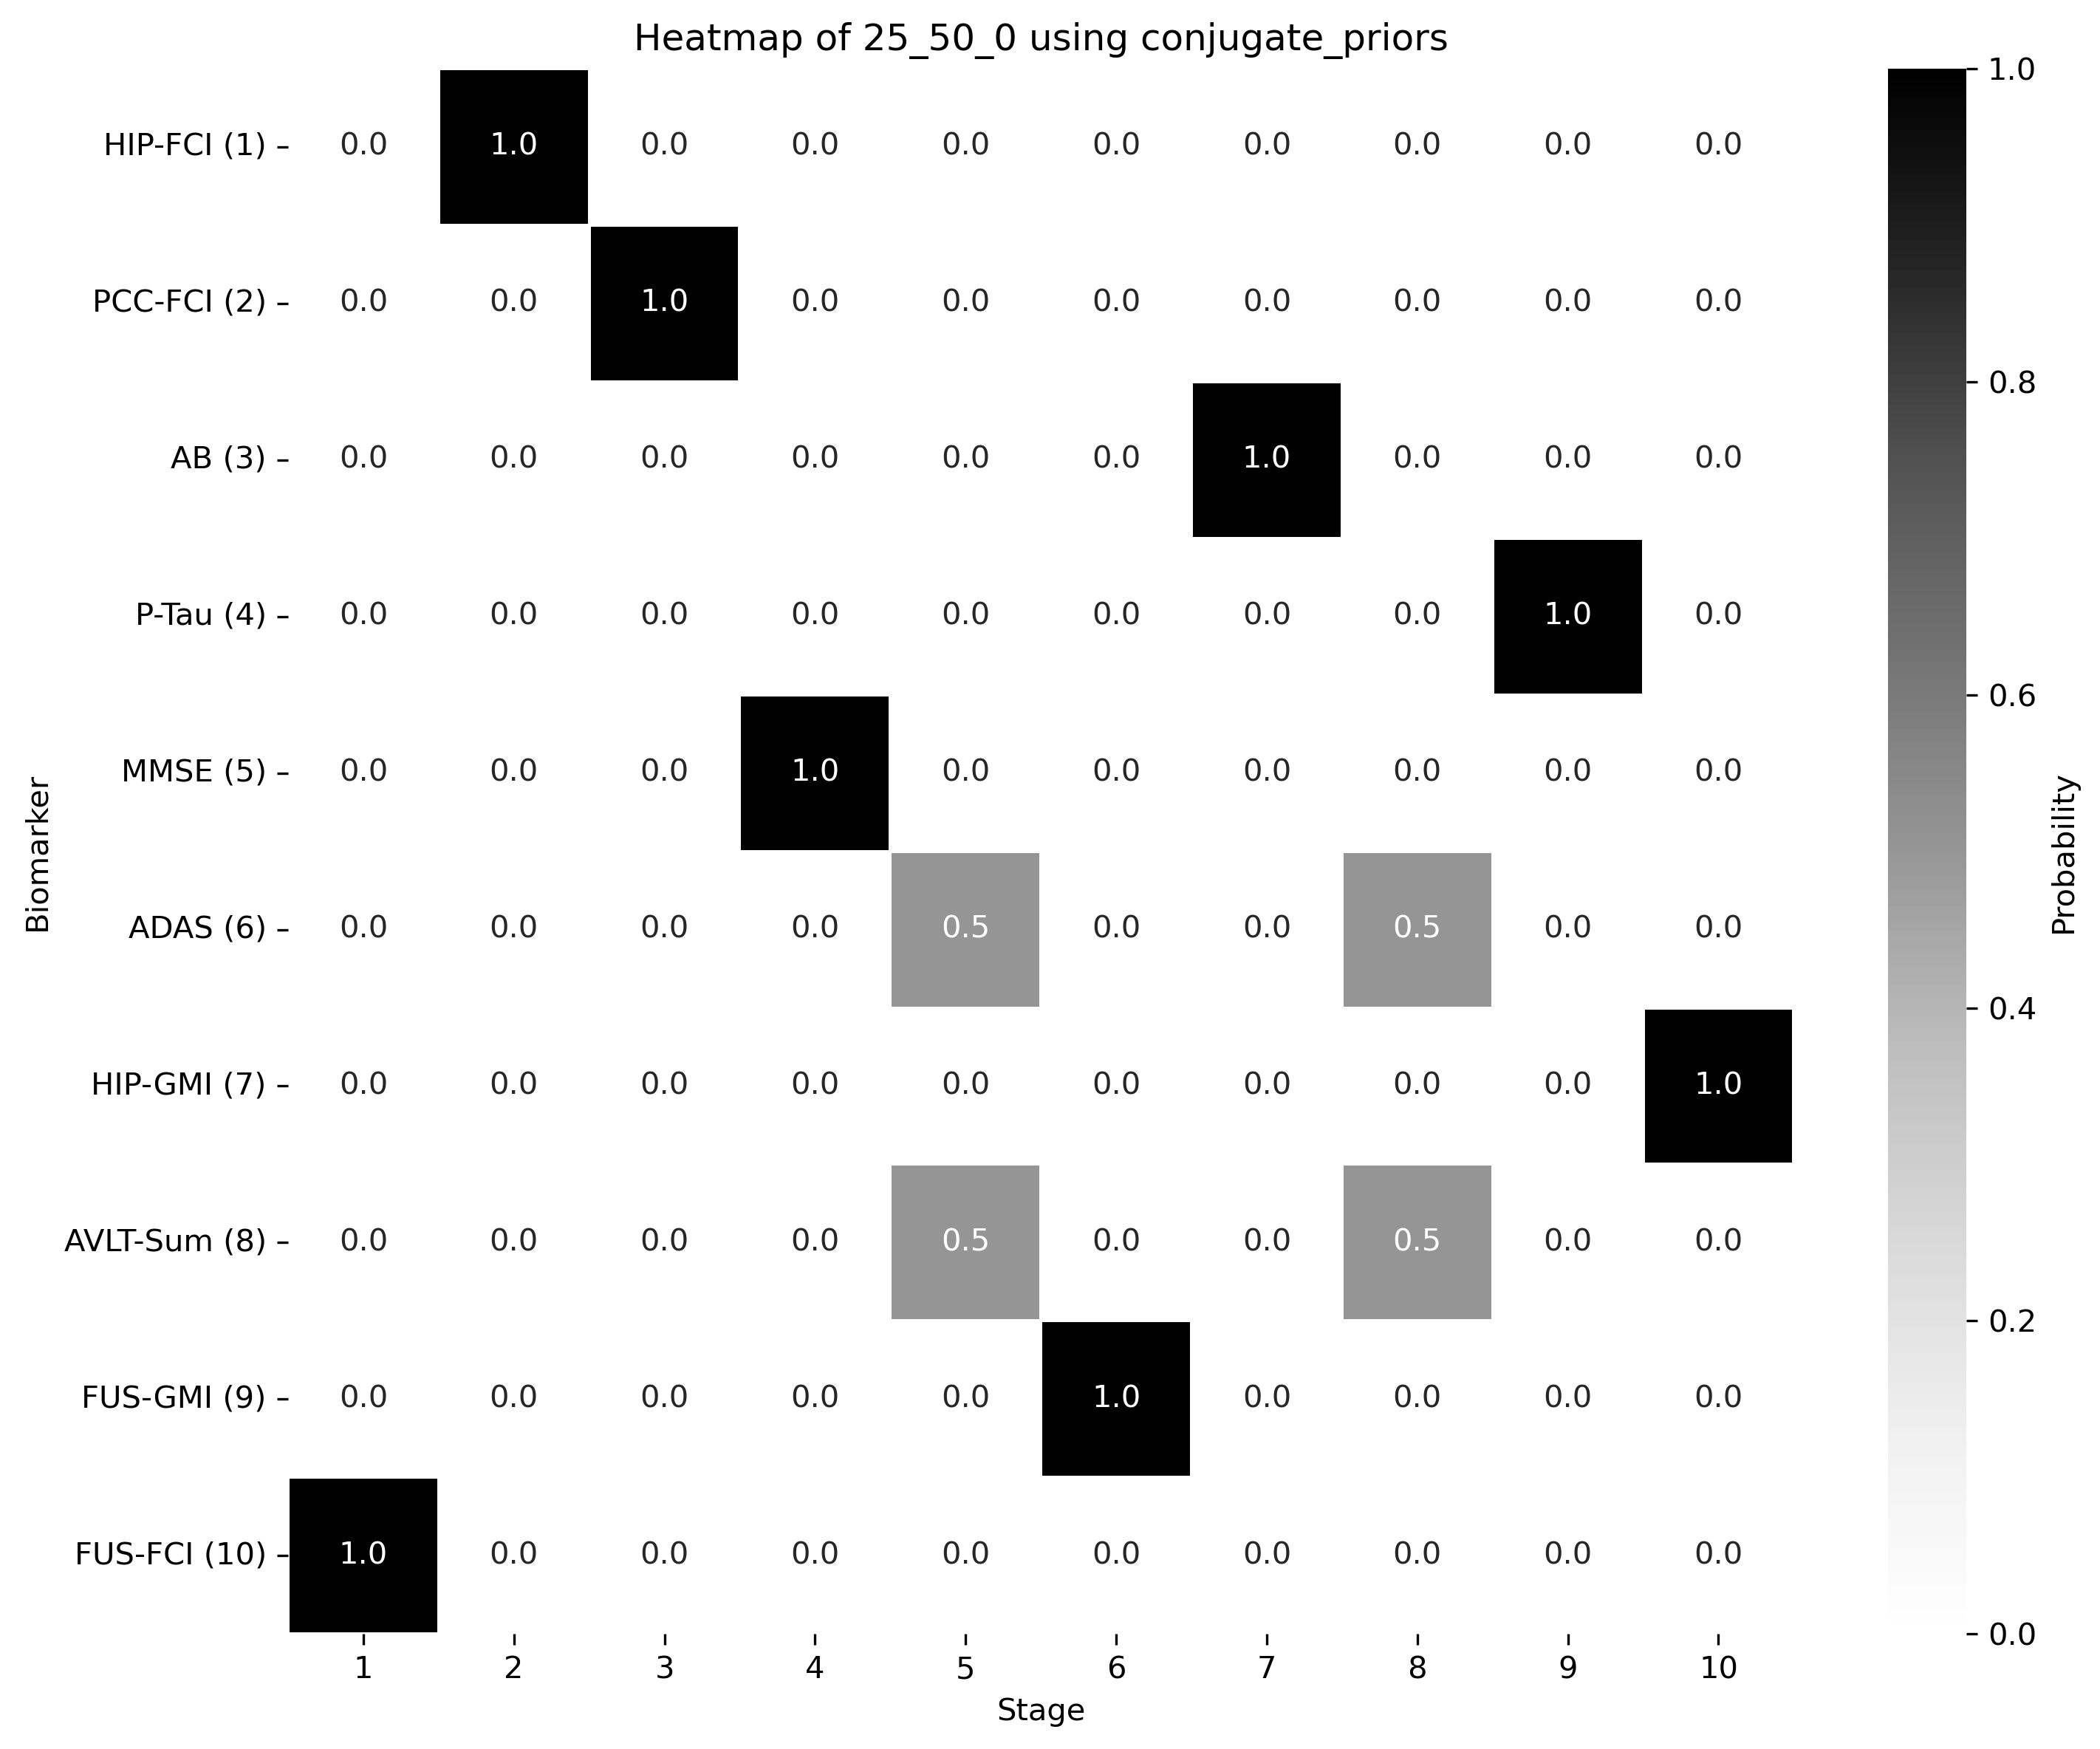 Heatmap of 25_50_0 using conjugate_priors
HIP-FCI (1) 0.0 1.0 0.0 0.0 0.0 0.0 0.0 0.0 0.0 0.0
PCC-FCI (2) 0.0 0.0 1.0 0.0 0.0 0.0 0.0 0.0 0.0 0.0
AB (3) 0.0 0.0 0.0 0.0 0.0 0.0 1.0 0.0 0.0 0.0
P-Tau (4) 0.0 0.0 0.0 0.0 0.0 0.0 0.0 0.0 1.0 0.0
MMSE (5) 0.0 0.0 0.0 1.0 0.0 0.0 0.0 0.0 0.0 0.0
ADAS (6) 0.0 0.0 0.0 0.0 0.5 0.0 0.0 0.5 0.0 0.0
HIP-GMI (7) 0.0 0.0 0.0 0.0 0.0 0.0 0.0 0.0 0.0 1.0
AVLT-Sum (8) 0.0 0.0 0.0 0.0 0.5 0.0 0.0 0.5 0.0 0.0
FUS-GMI (9) 0.0 0.0 0.0 0.0 0.0 1.0 0.0 0.0 0.0 0.0
FUS-FCI (10) 1.0 0.0 0.0 0.0 0.0 0.0 0.0 0.0 0.0 0.0
1 2 3 4 5 6 7 8 9 10
Stage
Biomarker
1.0
0.8
0.6
0.4
0.2
0.0
Probability